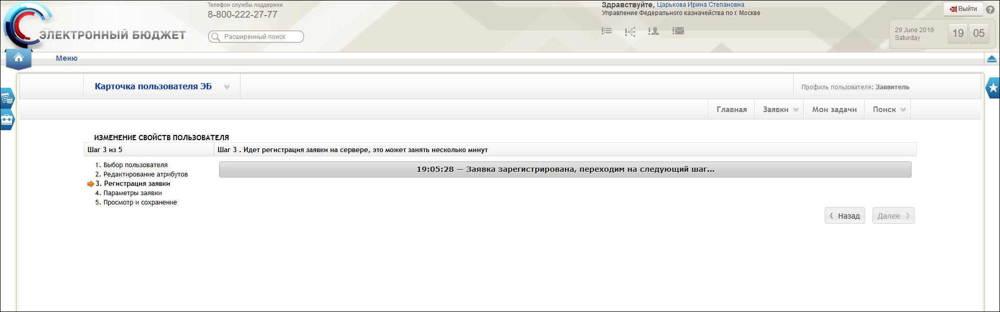 Телефон службы поддержки
8-800-222-27-77
ЭЛЕКТРОННЫЙ БЮДЖЕТ
Расширенный поиск
Здравствуйте, Царькова Ирина Степановна
Управление Федерального казначейства по г. Москве
Выйти
?
29 June 2019
Saturday
19 05
Меню
Карточка пользователя ЭБ
Профиль пользователя: Заявитель
Главная Заявки Мои задачи Поиск
ИЗМЕНЕНИЕ СВОЙСТВ ПОЛЬЗОВАТЕЛЯ
Шаг 3 из 5
Шаг 3 . Идет регистрация заявки на сервере, это может занять несколько минут
1. Выбор пользователя
2. Редактирование атрибутов
3. Регистрация заявки
4. Параметры заявки
5. Просмотр и сохранение
19:05:28 — Заявка зарегистрирована, переходим на следующий шаг...
Назад
Далее